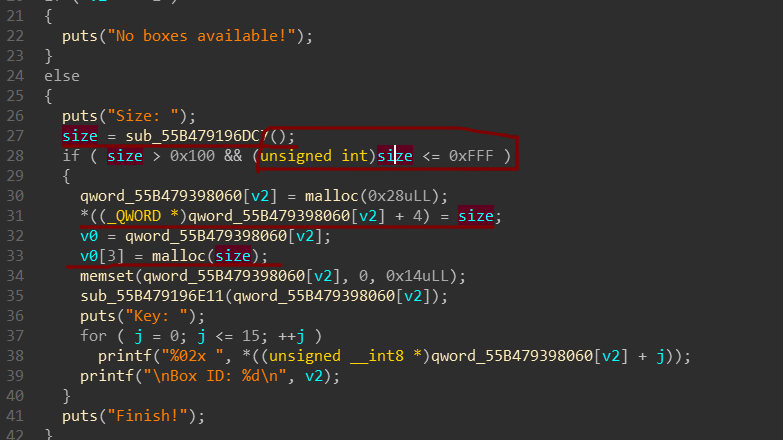 21 {
22 puts("No boxes available!");
23 }
24 else
25 {
26 puts("Size: ");
27 size = sub_55B479196DC7();
28 if ( size > 0x100 && (unsigned int)size <= 0xFFF )
29 {
30 qword_55B479398060[v2] = malloc(0x28uLL);
31 *((_QWORD *)qword_55B479398060[v2] + 4) = size;
32 v0 = qword_55B479398060[v2];
33 v0[3] = malloc(size);
34 memset(qword_55B479398060[v2], 0, 0x14uLL);
35 sub_55B479196E11(qword_55B479398060[v2]);
36 puts("Key: ");
37 for ( j = 0; j <= 15; ++j )
38 printf("%02x ", *((unsigned __int8 *)qword_55B479398060[v2] + j));
39 printf("\nBox ID: %d\n", v2);
40 }
41 puts("Finish!");
42 }